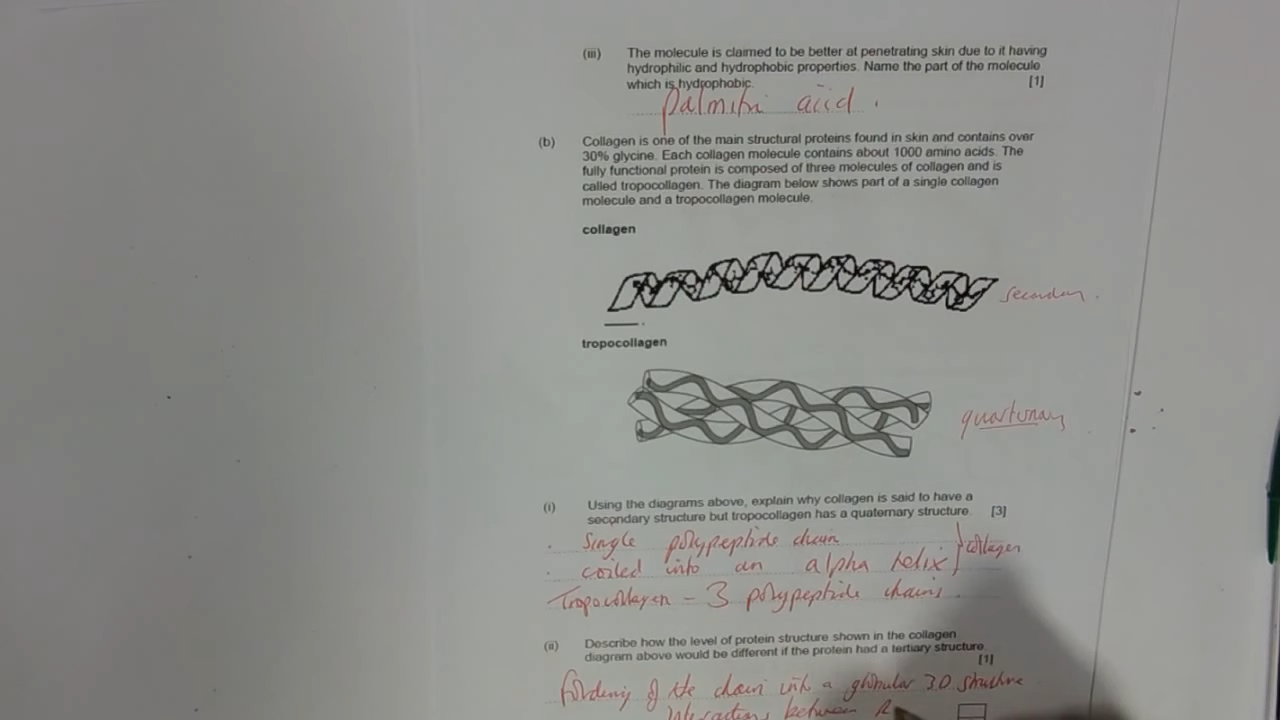 (iii) The molecule is claimed to be better at penetrating skin due to it having
hydrophilic and hydrophobic properties. Name the part of the molecule
which is hydrophobic. [1]
palmitic acid.
(b) Collagen is one of the main structural proteins found in skin and contains over
30% glycine. Each collagen molecule contains about 1000 amino acids. The
fully functional protein is composed of three molecules of collagen and is
called tropocollagen. The diagram below shows part of a single collagen
molecule and a tropocollagen molecule.
collagen
secondary.
tropocollagen
quarternary
(i) Using the diagrams above, explain why collagen is said to have a
secondary structure but tropocollagen has a quaternary structure. [3]
. Single polypeptide chain
. coiled into an alpha helix } collagen
Tropocollagen - 3 polypeptide chains.
(ii) Describe how the level of protein structure shown in the collagen
diagram above would be different if the protein had a tertiary structure.
[1]
folding of the chain into a globular 3D structure
Interactions between R